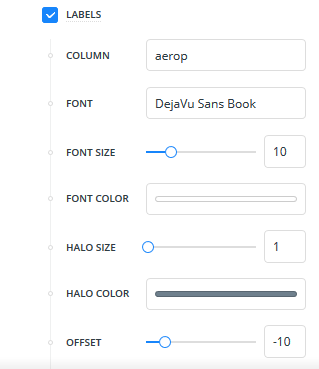 LABELS
COLUMN aerop
FONT DejaVu Sans Book
FONT SIZE 10
FONT COLOR
HALO SIZE 1
HALO COLOR
OFFSET -10